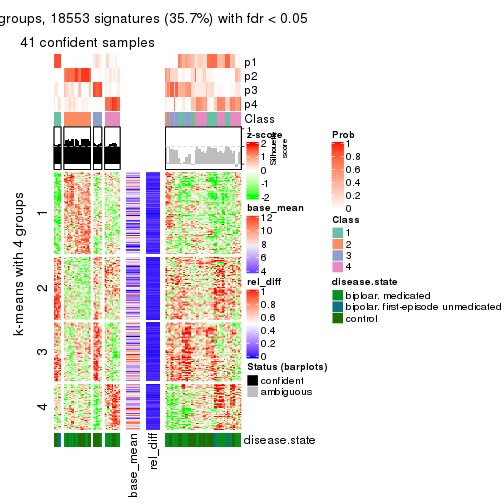 groups, 18553 signatures (35.7%) with fdr < 0.05
41 confident samples
p1
p2
p3
p4
Class
1
Silhouette
score
z-score
2
1
0
-1
-2
base_mean
12
10
8
6
4
rel_diff
1
0.8
0.6
0.4
0.2
0
Status (barplots)
confident
ambiguous
Prob
1
0.8
0.6
0.4
0.2
0
Class
1
2
3
4
disease.state
biploar. medicated
bipolar. first-episode unmedicated
control
k-means with 4 groups
1
2
3
4
disease.state
base_mean
rel_diff